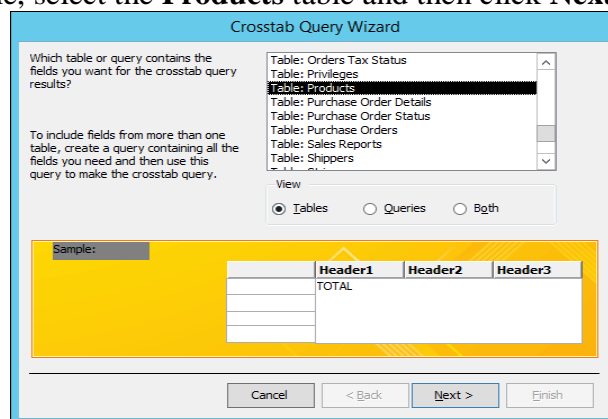 e, select the Products table and then click Next
Crosstab Query Wizard
Which table or query contains the
fields you want for the crosstab query
results?
To include fields from more than one
table, create a query containing all the
fields you need and then use this
query to make the crosstab query.
Table: Orders Tax Status
Table: Privileges
Table: Products
Table: Purchase Order Details
Table: Purchase Order Status
Table: Purchase Orders
Table: Sales Reports
Table: Shippers
View
Tables Queries Both
Sample:
Header1 Header2 Header3
TOTAL
Cancel < Back Next > Finish